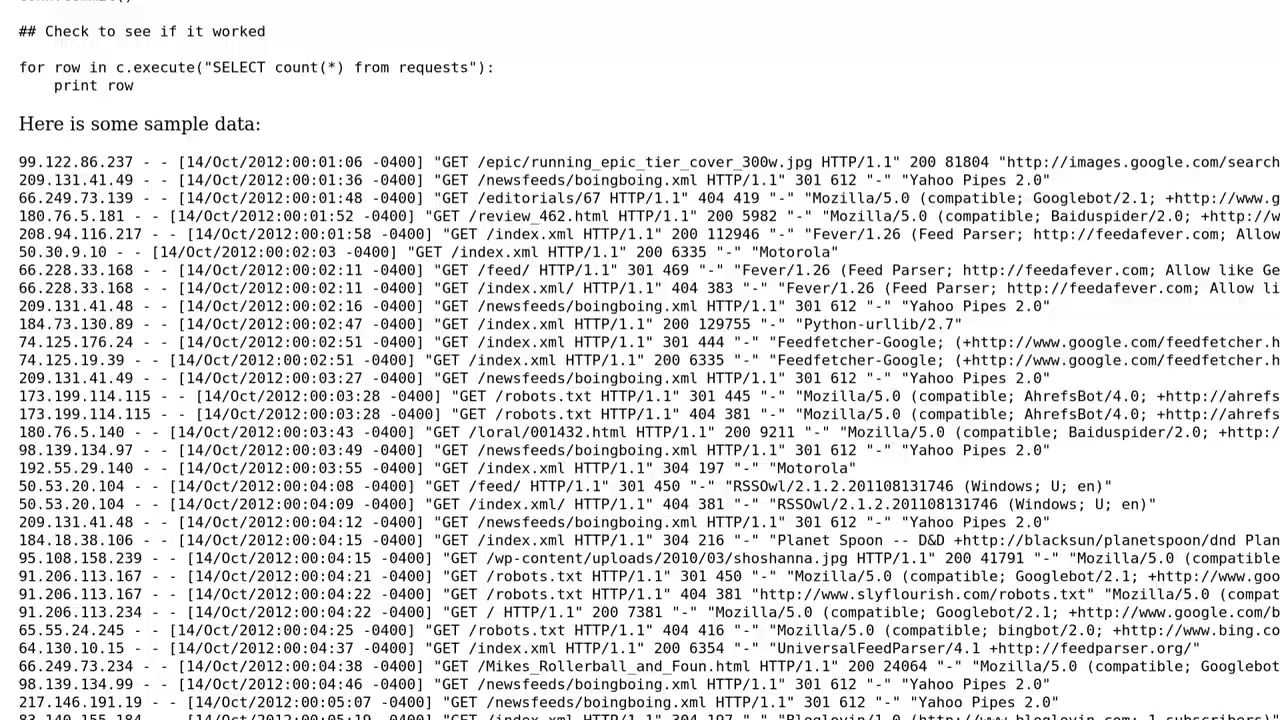 ## Check to see if it worked
for row in c.execute("SELECT count(*) from requests"):
    print row
Here is some sample data:
99.122.86.237 - - [14/Oct/2012:00:01:06 -0400] "GET /epic/running_epic_tier_cover_300w.jpg HTTP/1.1" 200 81804 "http://images.google.com/search
209.131.41.49 - - [14/Oct/2012:00:01:36 -0400] "GET /newsfeeds/boingboing.xml HTTP/1.1" 301 612 "-" "Yahoo Pipes 2.0"
66.249.73.139 - - [14/Oct/2012:00:01:48 -0400] "GET /editorials/67 HTTP/1.1" 404 419 "-" "Mozilla/5.0 (compatible; Googlebot/2.1; +http://www.g
180.76.5.181 - - [14/Oct/2012:00:01:52 -0400] "GET /review_462.html HTTP/1.1" 200 5982 "-" "Mozilla/5.0 (compatible; Baiduspider/2.0; +http://w
208.94.116.217 - - [14/Oct/2012:00:01:58 -0400] "GET /index.xml HTTP/1.1" 200 112946 "-" "Fever/1.26 (Feed Parser; http://feedafever.com; Allow
50.30.9.10 - - [14/Oct/2012:00:02:03 -0400] "GET /index.xml HTTP/1.1" 200 6335 "-" "Motorola"
66.228.33.168 - - [14/Oct/2012:00:02:11 -0400] "GET /feed/ HTTP/1.1" 301 469 "-" "Fever/1.26 (Feed Parser; http://feedafever.com; Allow like Ge
66.228.33.168 - - [14/Oct/2012:00:02:11 -0400] "GET /index.xml/ HTTP/1.1" 404 383 "-" "Fever/1.26 (Feed Parser; http://feedafever.com; Allow li
209.131.41.48 - - [14/Oct/2012:00:02:16 -0400] "GET /newsfeeds/boingboing.xml HTTP/1.1" 301 612 "-" "Yahoo Pipes 2.0"
184.73.130.89 - - [14/Oct/2012:00:02:47 -0400] "GET /index.xml HTTP/1.1" 200 129755 "-" "Python-urllib/2.7"
74.125.176.24 - - [14/Oct/2012:00:02:51 -0400] "GET /index.xml HTTP/1.1" 301 444 "-" "Feedfetcher-Google; (+http://www.google.com/feedfetcher.h
74.125.19.39 - - [14/Oct/2012:00:02:51 -0400] "GET /index.xml HTTP/1.1" 200 6335 "-" "Feedfetcher-Google; (+http://www.google.com/feedfetcher.h
209.131.41.49 - - [14/Oct/2012:00:03:27 -0400] "GET /newsfeeds/boingboing.xml HTTP/1.1" 301 612 "-" "Yahoo Pipes 2.0"
173.199.114.115 - - [14/Oct/2012:00:03:28 -0400] "GET /robots.txt HTTP/1.1" 301 445 "-" "Mozilla/5.0 (compatible; AhrefsBot/4.0; +http://ahrefs
173.199.114.115 - - [14/Oct/2012:00:03:28 -0400] "GET /robots.txt HTTP/1.1" 404 381 "-" "Mozilla/5.0 (compatible; AhrefsBot/4.0; +http://ahrefs
180.76.5.140 - - [14/Oct/2012:00:03:43 -0400] "GET /loral/001432.html HTTP/1.1" 200 9211 "-" "Mozilla/5.0 (compatible; Baiduspider/2.0; +http:/
98.139.134.97 - - [14/Oct/2012:00:03:49 -0400] "GET /newsfeeds/boingboing.xml HTTP/1.1" 301 612 "-" "Yahoo Pipes 2.0"
192.55.29.140 - - [14/Oct/2012:00:03:55 -0400] "GET /index.xml HTTP/1.1" 304 197 "-" "Motorola"
50.53.20.104 - - [14/Oct/2012:00:04:08 -0400] "GET /feed/ HTTP/1.1" 301 450 "-" "RSSOwl/2.1.2.201108131746 (Windows; U; en)"
50.53.20.104 - - [14/Oct/2012:00:04:09 -0400] "GET /index.xml/ HTTP/1.1" 404 381 "-" "RSSOwl/2.1.2.201108131746 (Windows; U; en)"
209.131.41.48 - - [14/Oct/2012:00:04:12 -0400] "GET /newsfeeds/boingboing.xml HTTP/1.1" 301 612 "-" "Yahoo Pipes 2.0"
184.18.38.106 - - [14/Oct/2012:00:04:15 -0400] "GET /index.xml HTTP/1.1" 304 216 "-" "Planet Spoon -- D&D +http://blacksun/planetspoon/dnd Plan
95.108.158.239 - - [14/Oct/2012:00:04:15 -0400] "GET /wp-content/uploads/2010/03/shoshanna.jpg HTTP/1.1" 200 41791 "-" "Mozilla/5.0 (compatible
91.206.113.167 - - [14/Oct/2012:00:04:21 -0400] "GET /robots.txt HTTP/1.1" 301 450 "-" "Mozilla/5.0 (compatible; Googlebot/2.1; +http://www.goo
91.206.113.167 - - [14/Oct/2012:00:04:22 -0400] "GET /robots.txt HTTP/1.1" 404 381 "http://www.slyflourish.com/robots.txt" "Mozilla/5.0 (compat
91.206.113.234 - - [14/Oct/2012:00:04:22 -0400] "GET / HTTP/1.1" 200 7381 "-" "Mozilla/5.0 (compatible; Googlebot/2.1; +http://www.google.com/b
65.55.24.245 - - [14/Oct/2012:00:04:25 -0400] "GET /robots.txt HTTP/1.1" 404 416 "-" "Mozilla/5.0 (compatible; bingbot/2.0; +http://www.bing.co
64.130.10.15 - - [14/Oct/2012:00:04:37 -0400] "GET /index.xml HTTP/1.1" 200 6354 "-" "UniversalFeedParser/4.1 +http://feedparser.org/"
66.249.73.234 - - [14/Oct/2012:00:04:38 -0400] "GET /Mikes_Rollerball_and_Foun.html HTTP/1.1" 200 24064 "-" "Mozilla/5.0 (compatible; Googlebot
98.139.134.99 - - [14/Oct/2012:00:04:46 -0400] "GET /newsfeeds/boingboing.xml HTTP/1.1" 301 612 "-" "Yahoo Pipes 2.0"
217.146.191.19 - - [14/Oct/2012:00:05:07 -0400] "GET /newsfeeds/boingboing.xml HTTP/1.1" 301 612 "-" "Yahoo Pipes 2.0"
83.140.155.184 - - [14/Oct/2012:00:05:19 -0400] "GET /index.xml HTTP/1.1" 304 197 "-" "Bloglovin/1.0 (http://www.bloglovin.com; 1 subscribers)"